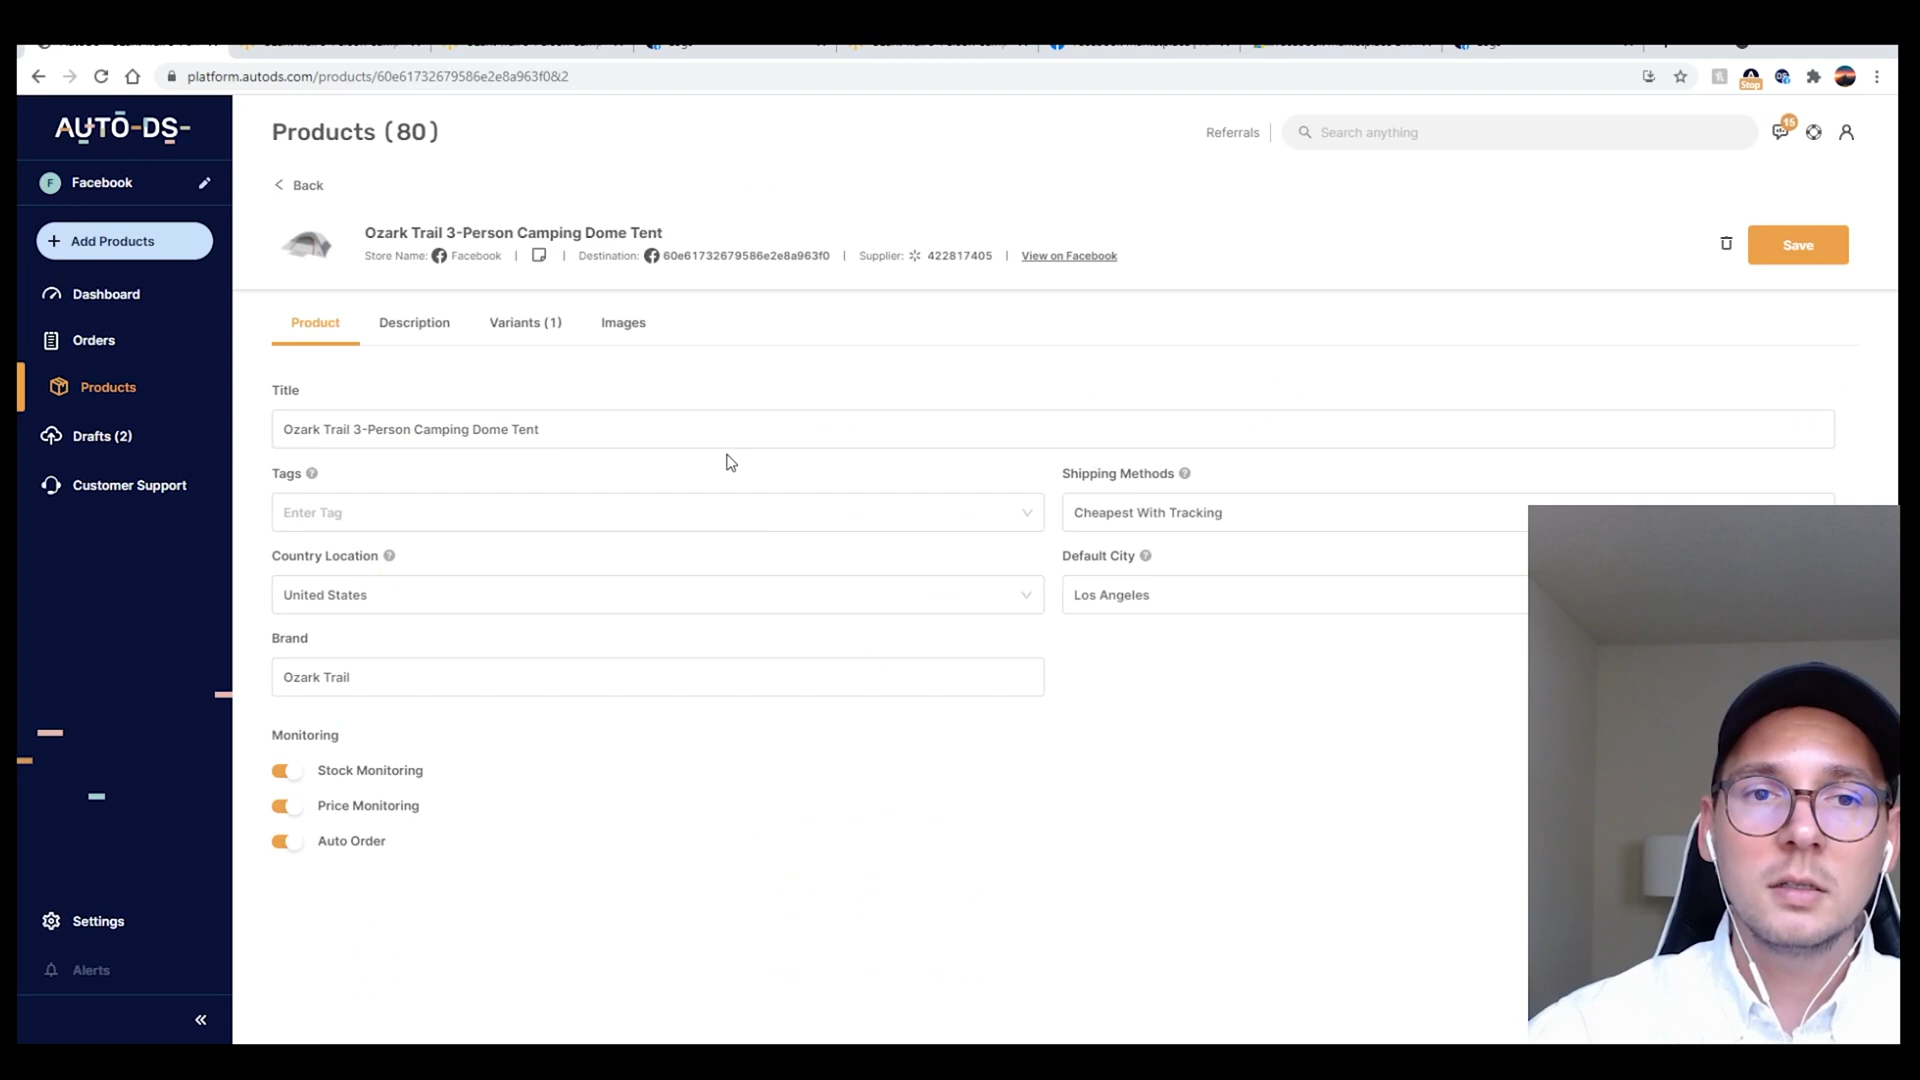 platform.autods.com/products/60e61732679586e2e8a963f0&2
Stop
AUTO-DS-
Products (80)
Referrals
Search anything
15
F
Facebook
Back
Add Products
Ozark Trail 3-Person Camping Dome Tent
Store Name: Facebook | | Destination: 60e61732679586e2e8a963f0 | Supplier: 422817405 | View on Facebook
Save
Dashboard
Orders
Products
Drafts (2)
Customer Support
Settings
Alerts
Product
Description
Variants (1)
Images
Title
Ozark Trail 3-Person Camping Dome Tent
Tags
Shipping Methods
Enter Tag
Cheapest With Tracking
Country Location
Default City
United States
Los Angeles
Brand
Ozark Trail
Monitoring
Stock Monitoring
Price Monitoring
Auto Order